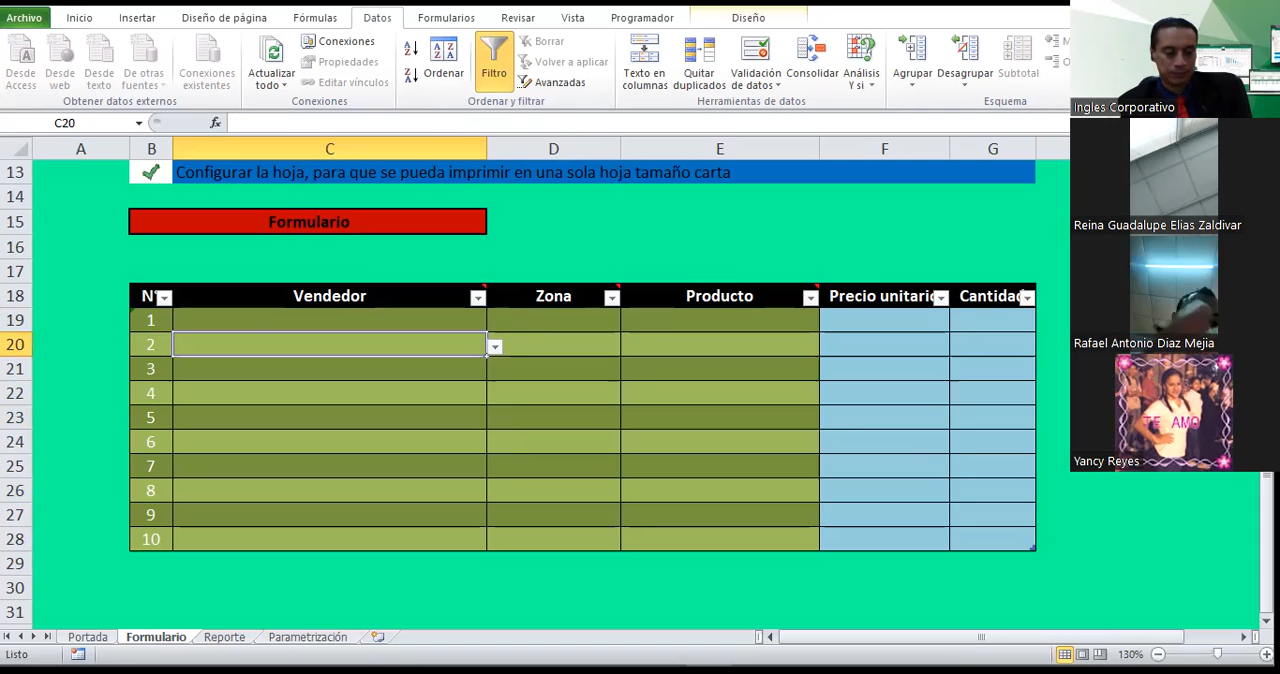 Archivo Inicio Insertar Diseño de página Fórmulas Datos Formularios Revisar Vista Programador Diseño
Desde Access
Desde web
Desde texto
De otras fuentes
Conexiones existentes
Obtener datos externos
Actualizar todo
Conexiones
Propiedades
Editar vínculos
Conexiones
Ordenar
Filtro
Borrar
Volver a aplicar
Avanzadas
Ordenar y filtrar
Texto en columnas
Quitar duplicados
Validación de datos
Consolidar
Análisis Y si
Herramientas de datos
Agrupar
Desagrupar
Subtotal
Esquema
C20 fx
A B C D E F G
13 Configurar la hoja, para que se pueda imprimir en una sola hoja tamaño carta
14
15 Formulario
16
17
18 N° Vendedor Zona Producto Precio unitario Cantidad
19 1
20 2
21 3
22 4
23 5
24 6
25 7
26 8
27 9
28 10
29
30
31
Portada Formulario Reporte Parametrización
Listo 130%
Ingles Corporativo
Reina Guadalupe Elias Zaldivar
Rafael Antonio Diaz Mejia
TE AMO
Yancy Reyes